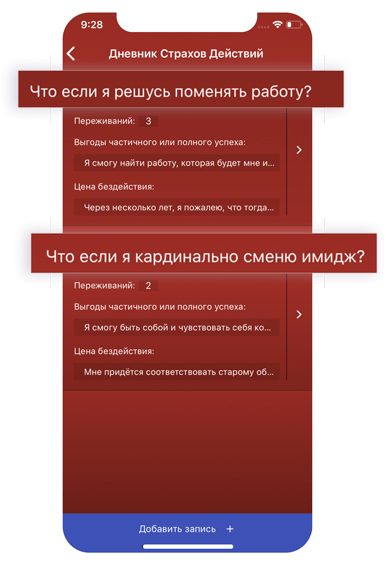 9:28
Дневник Страхов Действий
Что если я решусь поменять работу?
Переживаний: 3
Выгоды частичного или полного успеха:
Я смогу найти работу, которая будет мне и...
Цена бездействия:
Через несколько лет, я пожалею, что тогда...
Что если я кардинально сменю имидж?
Переживаний: 2
Выгоды частичного или полного успеха:
Я смогу быть собой и чувствовать себя ко...
Цена бездействия:
Мне придётся соответствовать старому об...
Добавить запись +